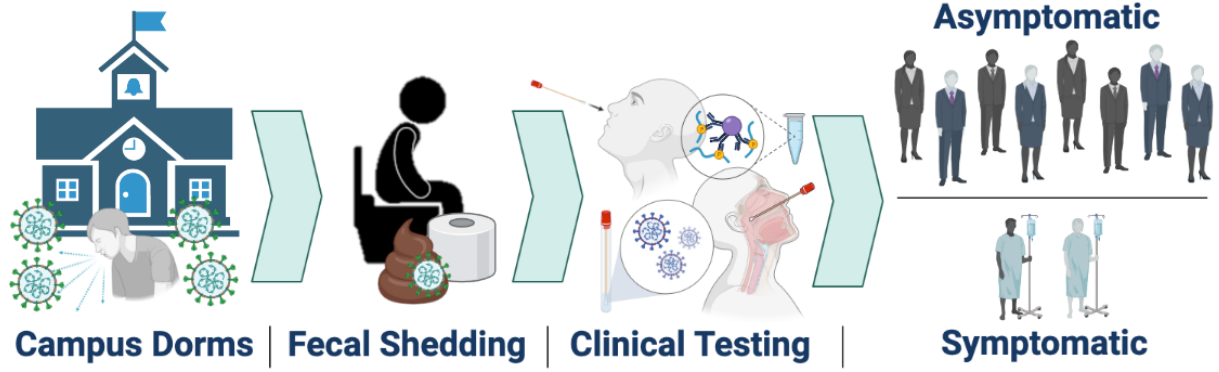 Asymptomatic
Campus Dorms | Fecal Shedding | Clinical Testing |
Symptomatic